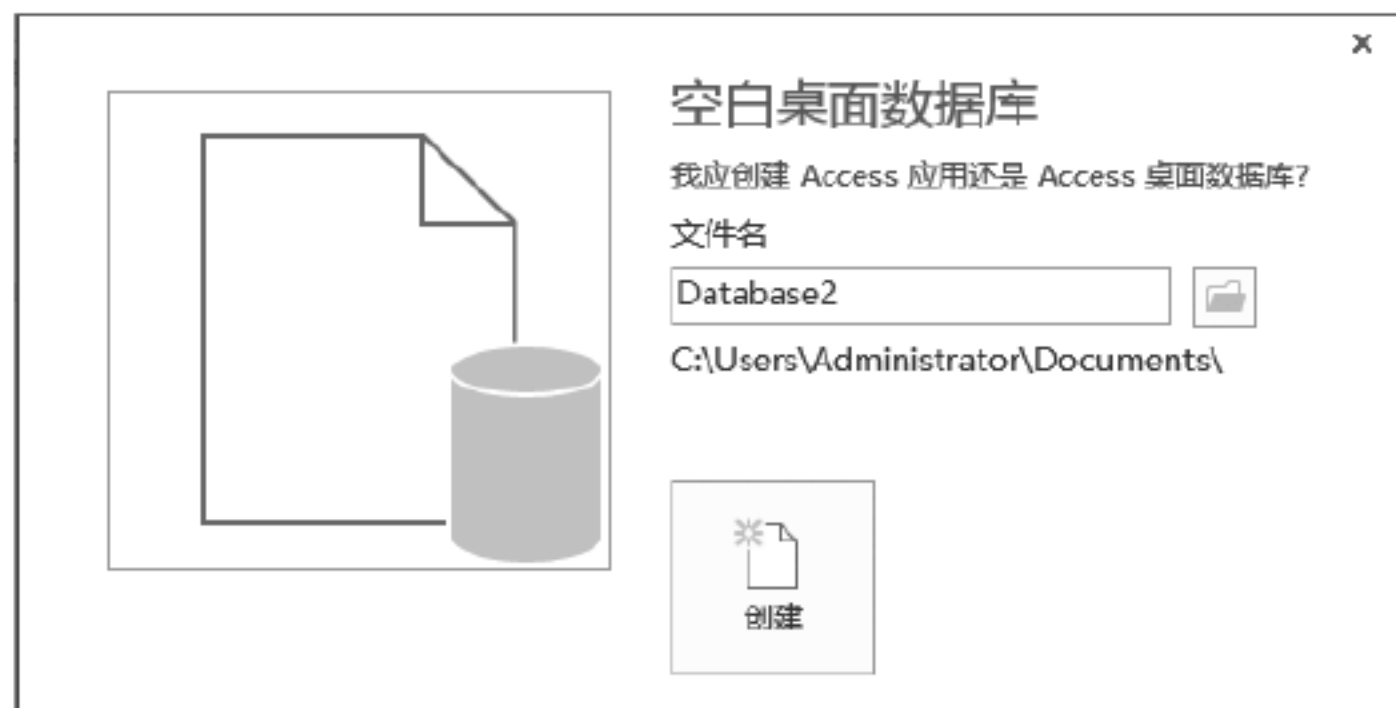 空白桌面数据库
我应创建 Access 应用还是 Access 桌面数据库?
文件名
Database2
C:\Users\Administrator\Documents\
创建